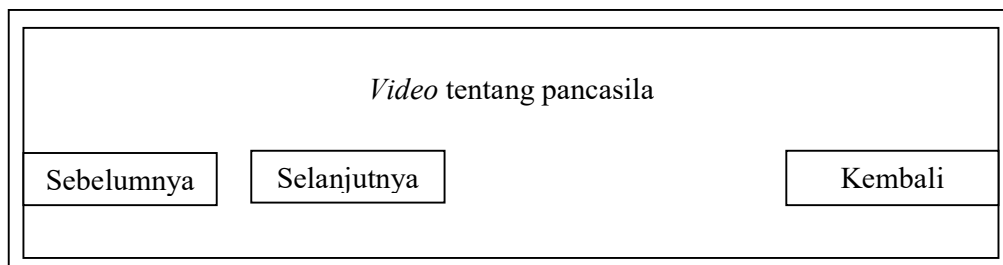 Video tentang pancasila
Sebelumnya
Selanjutnya
Kembali